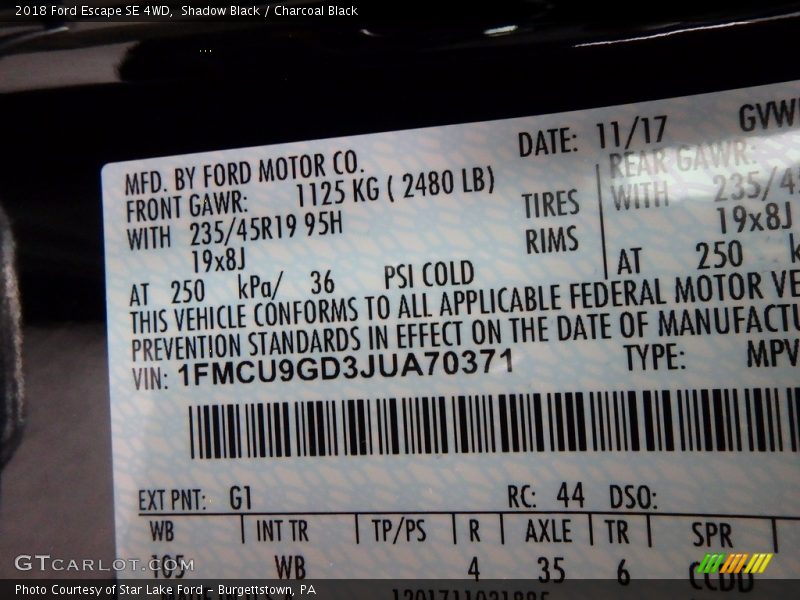 2018 Ford Escape SE 4WD, Shadow Black / Charcoal Black
MFD. BY FORD MOTOR CO.
DATE: 11/17
GVW
FRONT GAWR: 1125 KG ( 2480 LB)
REAR GAWR:
WITH 235/45R19 95H
TIRES
WITH 235/45
19x8J
RIMS
19x8J
AT 250 kPa/ 36 PSI COLD
AT 250 k
THIS VEHICLE CONFORMS TO ALL APPLICABLE FEDERAL MOTOR VE
PREVENTION STANDARDS IN EFFECT ON THE DATE OF MANUFACTU
VIN: 1FMCU9GD3JUA70371
TYPE: MPV
EXT PNT: G1 RC: 44 DSO:
WB INT TR TP/PS R AXLE TR SPR
105 WB 4 35 6 CCDD
GTCARLOT.COM
Photo Courtesy of Star Lake Ford - Burgettstown, PA